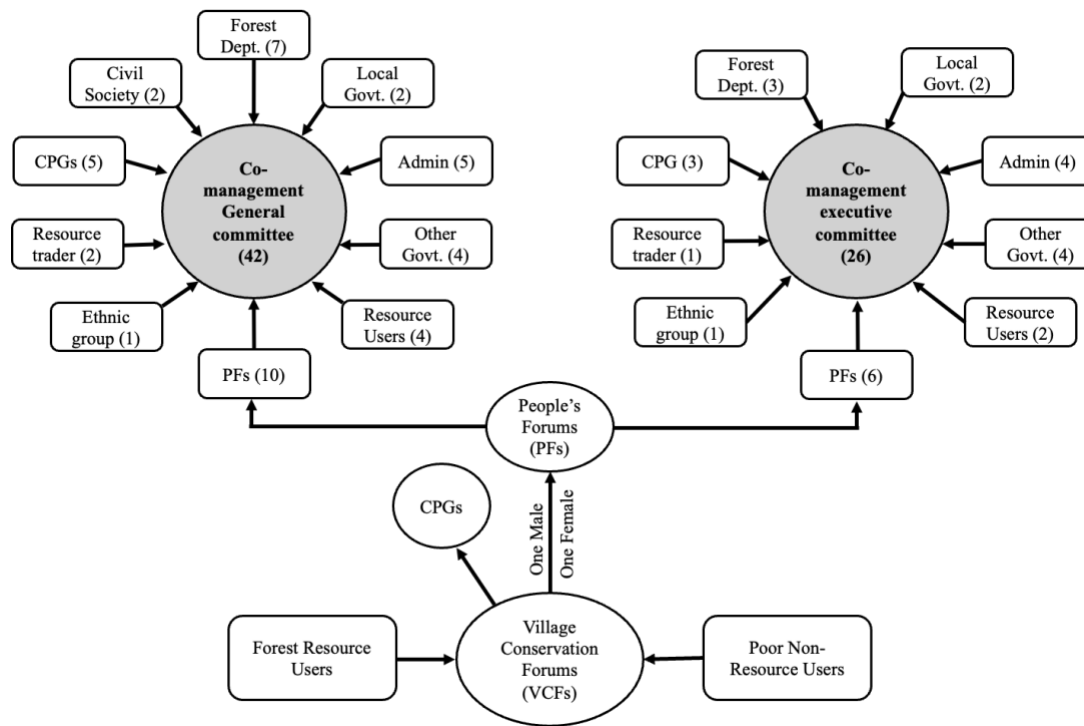 Forest
Dept. (7)
Civil
Society (2)
Local
Govt. (2)
CPGs (5)
Admin (5)
Co-
management
General
committee
(42)
Resource
trader (2)
Other
Govt. (4)
Ethnic
group (1)
Resource
Users (4)
PFs (10)
Forest
Dept. (3)
Local
Govt. (2)
CPG (3)
Admin (4)
Co-
management
executive
committee
(26)
Resource
trader (1)
Other
Govt. (4)
Ethnic
group (1)
Resource
Users (2)
PFs (6)
People's
Forums
(PFs)
CPGs
One Male
One Female
Forest Resource
Users
Village
Conservation
Forums
(VCFs)
Poor Non-
Resource Users